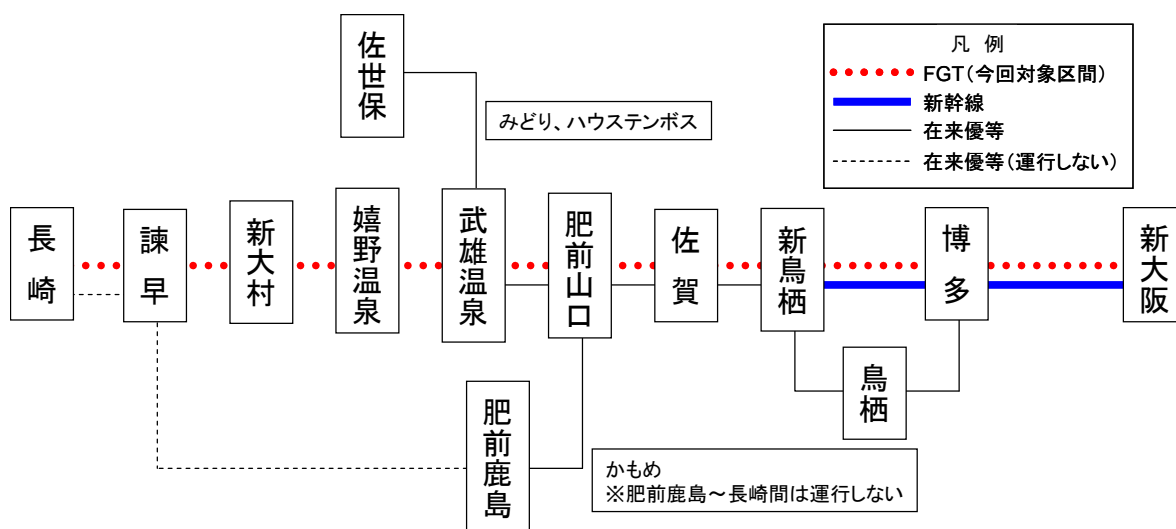 凡 例
FGT(今回対象区間)
新幹線
在来優等
在来優等(運行しない)
佐世保
みどり、ハウステンボス
長崎
諫早
新大村
嬉野温泉
武雄温泉
肥前山口
佐賀
新鳥栖
博多
新大阪
鳥栖
肥前鹿島
かもめ
※肥前鹿島～長崎間は運行しない